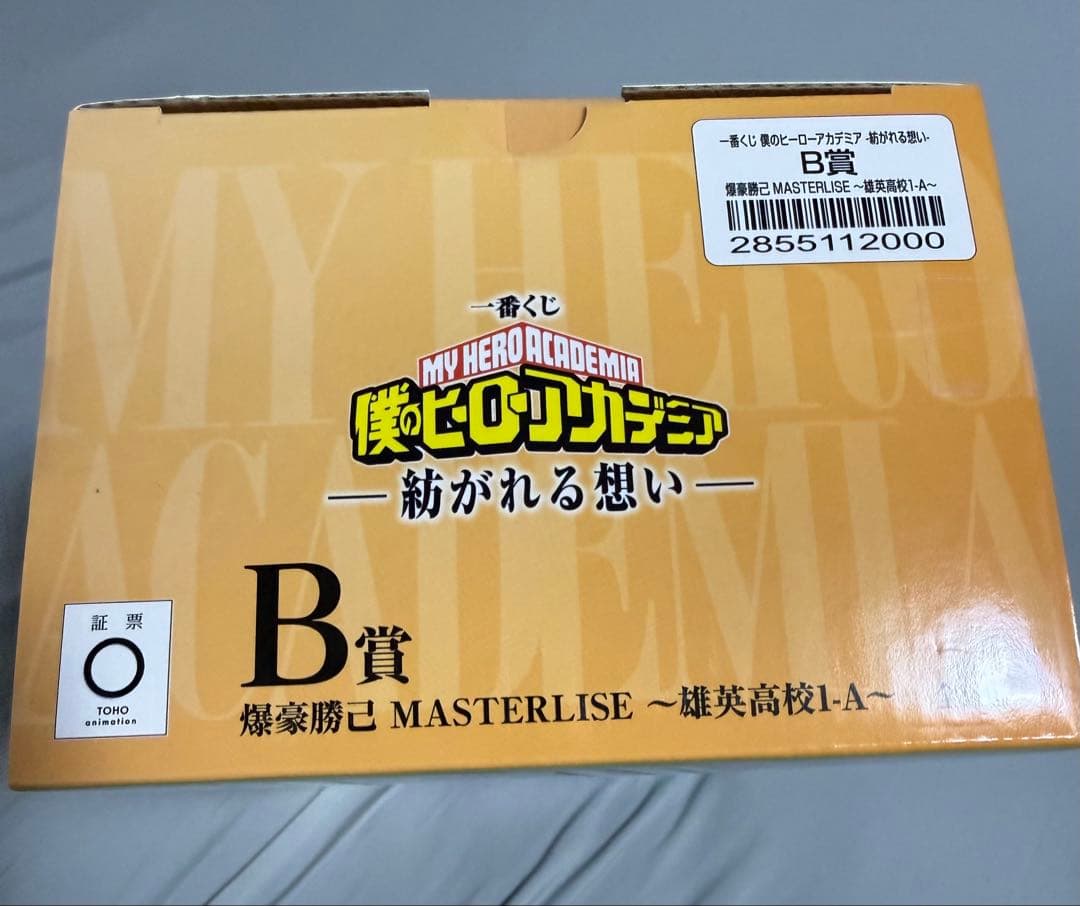 一番くじ 僕のヒーローアカデミア -紡がれる想い-
B賞
爆豪勝己 MASTERLISE ～雄英高校1-A～
2855112000
MY HERO
ACADEMIA
一番くじ
MY HERO ACADEMIA
僕のヒーローアカデミア
―紡がれる想い―
B賞
爆豪勝己 MASTERLISE ～雄英高校1-A～
証 票
TOHO
animation